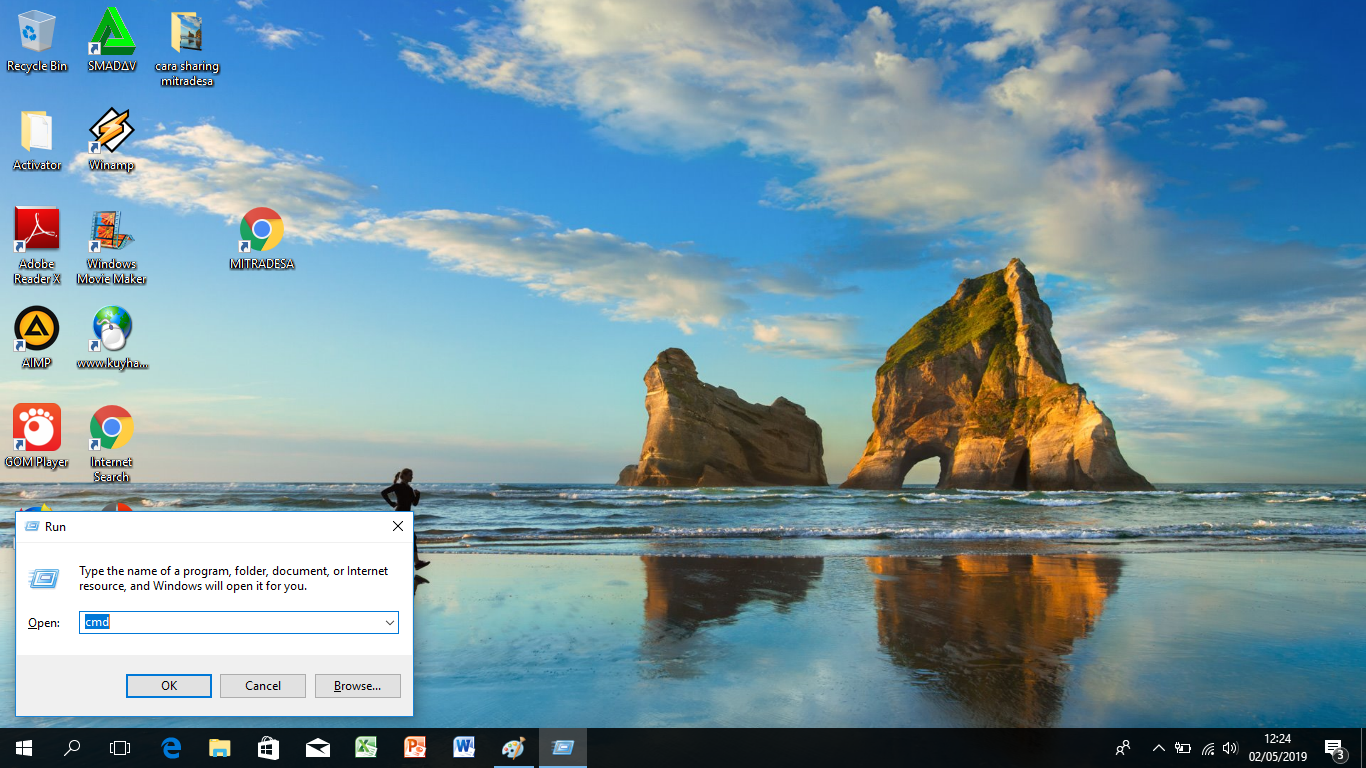 Recycle Bin
SMADΔV
cara sharing
mitradesa
Activator
Winamp
Adobe
Reader X
Windows
Movie Maker
MITRADESA
AIMP
www.kuyha...
GOM Player
Internet
Search
Run
Type the name of a program, folder, document, or Internet
resource, and Windows will open it for you.
Open:
cmd
OK
Cancel
Browse...
12:24
02/05/2019
3